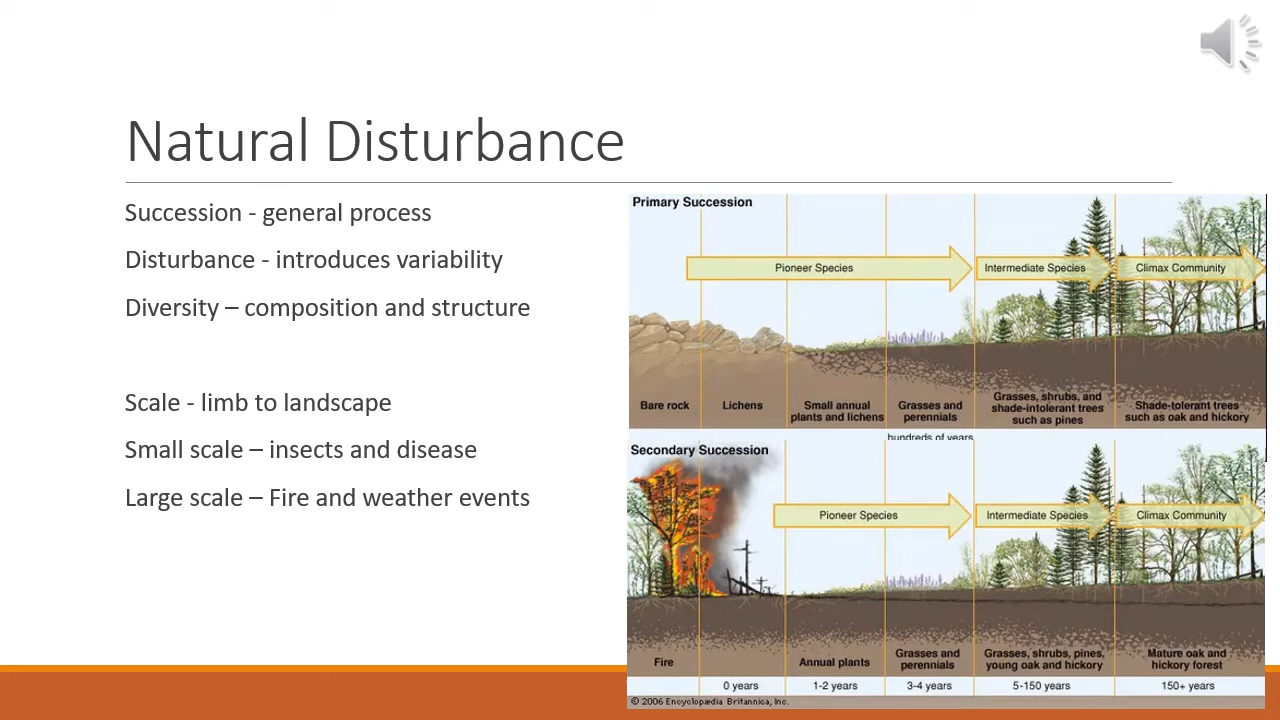 Natural Disturbance
Succession - general process
Disturbance - introduces variability
Diversity – composition and structure
Scale - limb to landscape
Small scale – insects and disease
Large scale – Fire and weather events
Primary Succession
Pioneer Species
Intermediate Species
Climax Community
Bare rock
Lichens
Small annual
plants and lichens
Grasses and
perennials
Grasses, shrubs, and
shade-intolerant trees
such as pines
Shade-tolerant trees
such as oak and hickory
hundreds of years
Secondary Succession
Pioneer Species
Intermediate Species
Climax Community
Fire
Annual plants
Grasses and
perennials
Grasses, shrubs, pines,
young oak and hickory
Mature oak and
hickory forest
0 years
1-2 years
3-4 years
5-150 years
150+ years
© 2006 Encyclopædia Britannica, Inc.